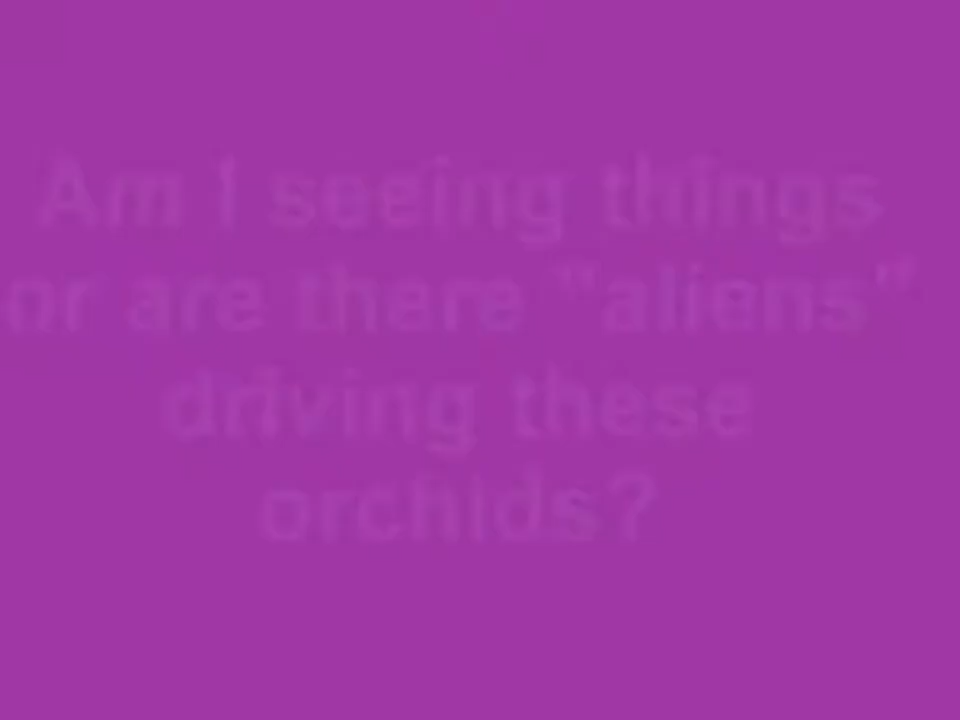 Am I seeing things
or are there "aliens"
driving these
orchids?